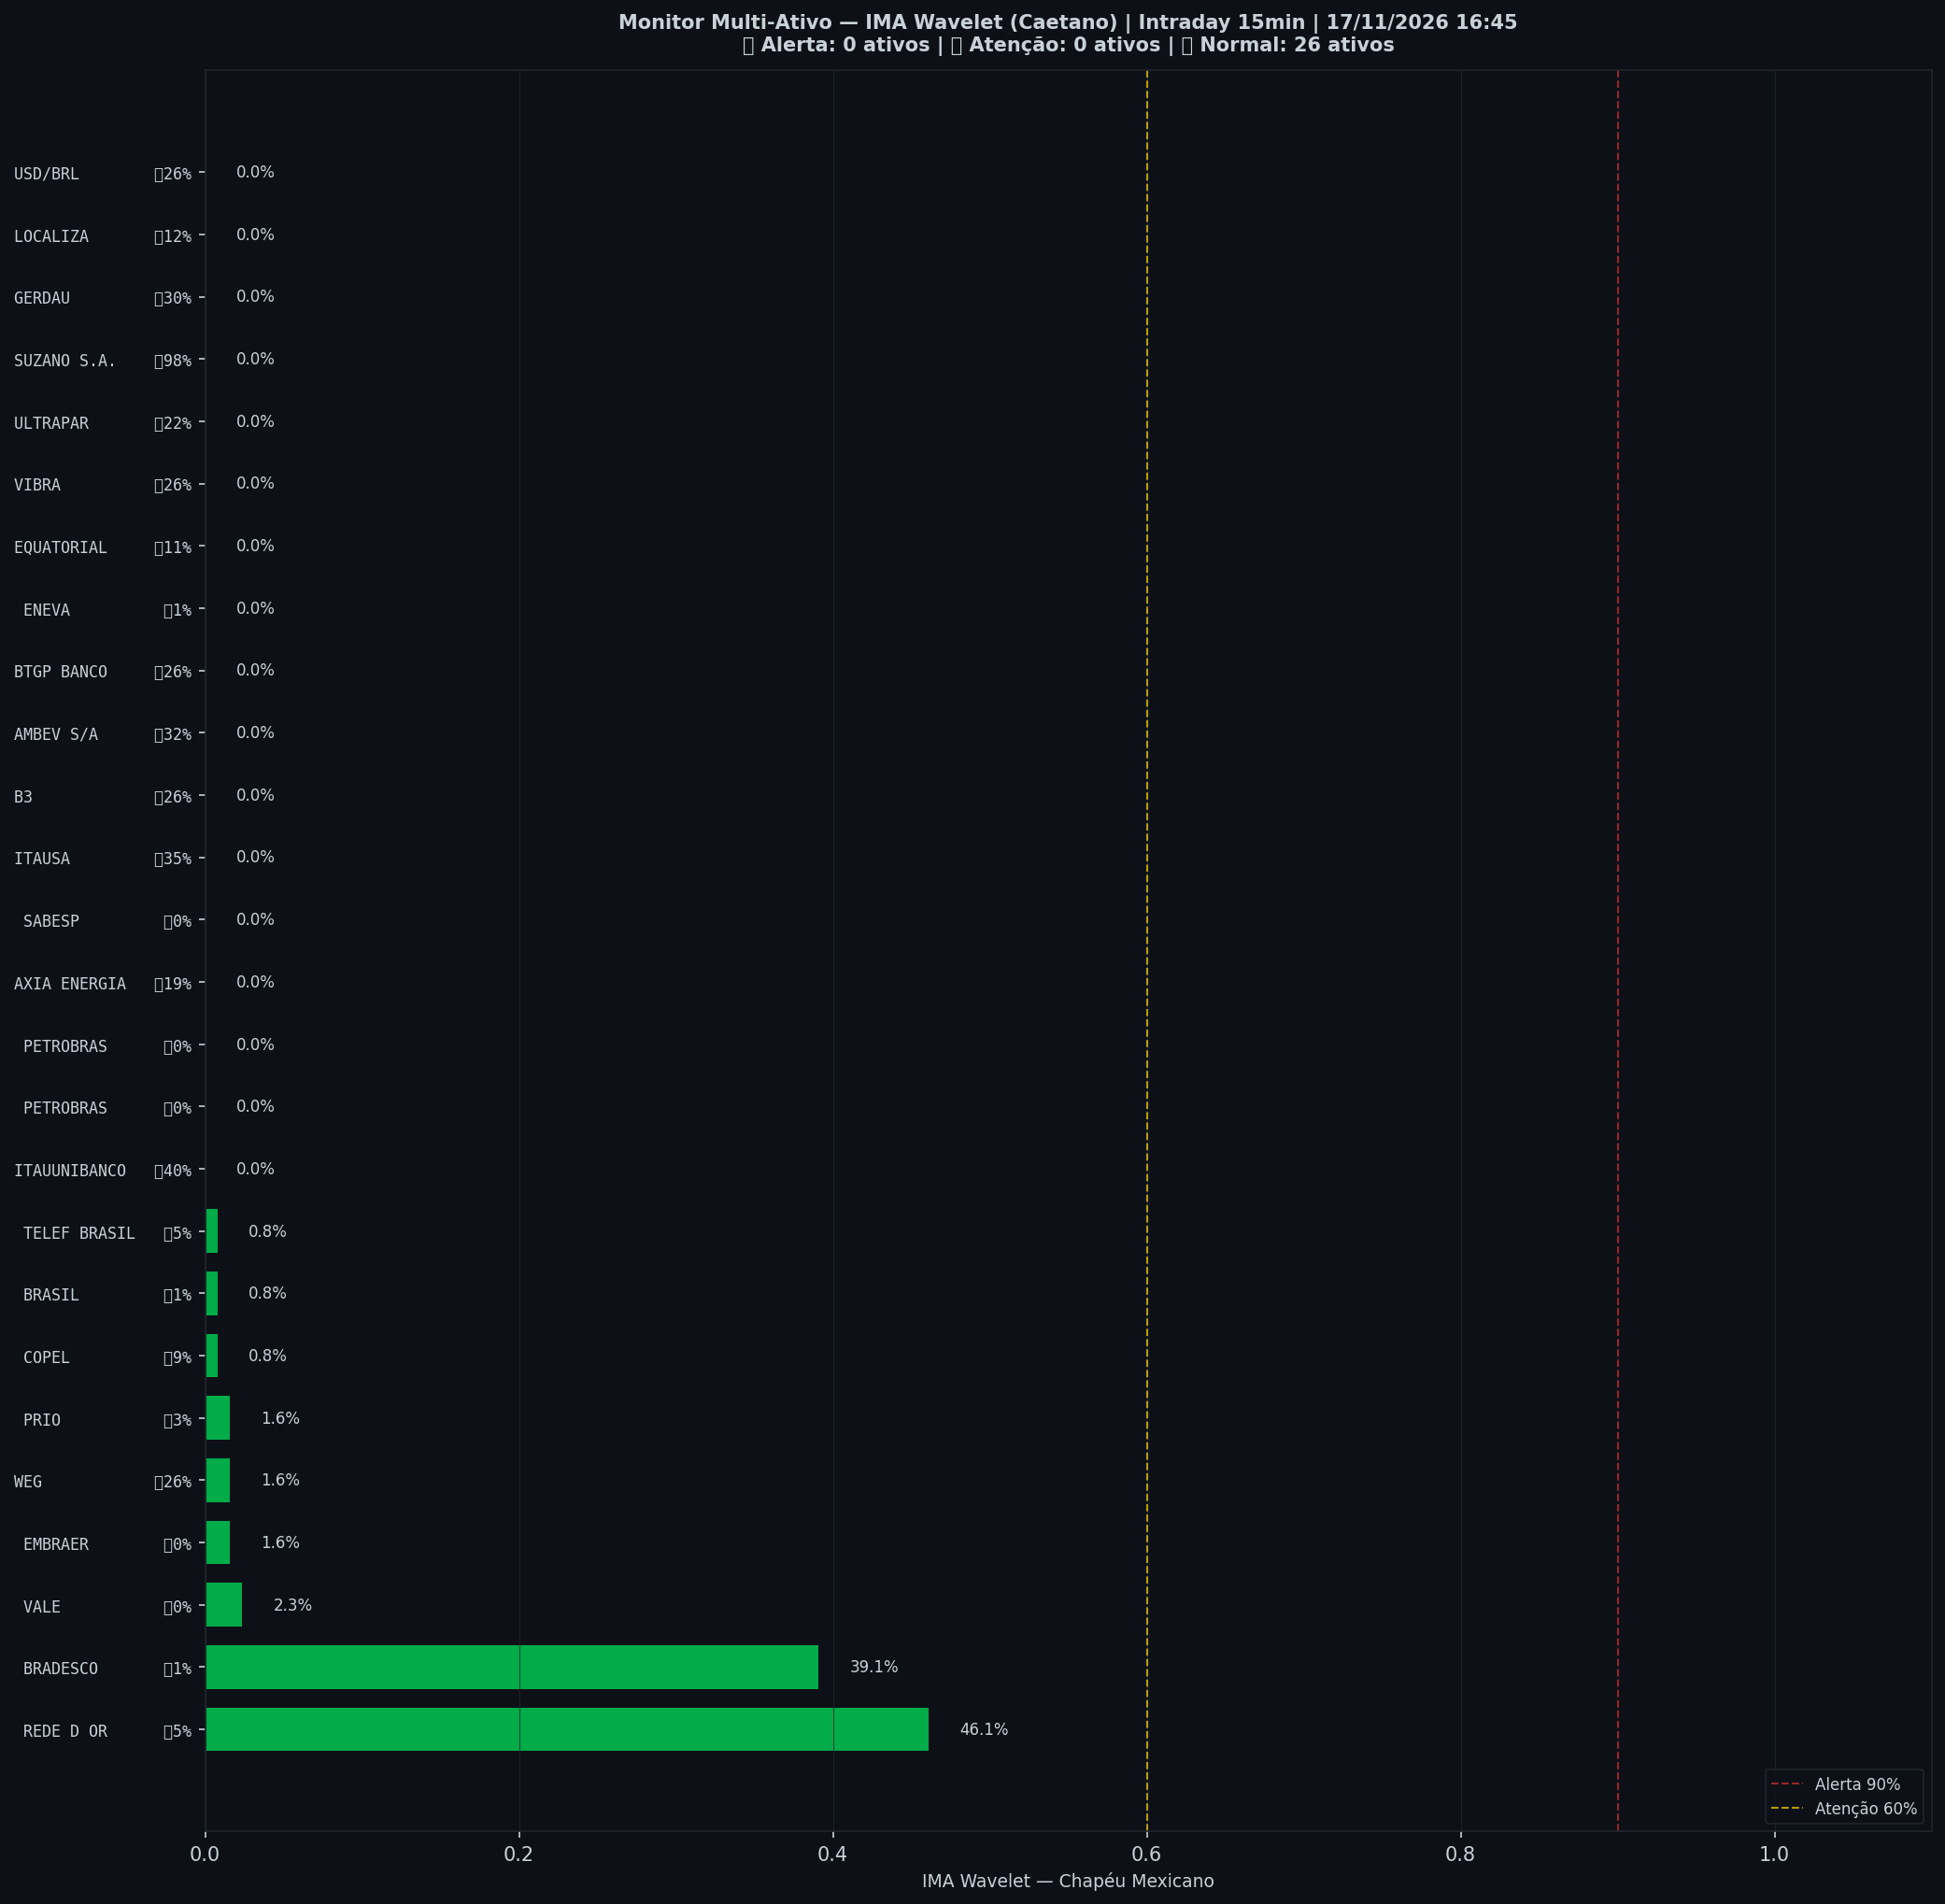 Monitor Multi-Ativo — IMA Wavelet (Caetano) | Intraday 15min | 17/11/2026 16:45
Alerta: 0 ativos | Atenção: 0 ativos | Normal: 26 ativos
USD/BRL 26% 0.0%
LOCALIZA 12% 0.0%
GERDAU 30% 0.0%
SUZANO S.A. 98% 0.0%
ULTRAPAR 22% 0.0%
VIBRA 26% 0.0%
EQUATORIAL 11% 0.0%
ENEVA 1% 0.0%
BTGP BANCO 26% 0.0%
AMBEV S/A 32% 0.0%
B3 26% 0.0%
ITAUSA 35% 0.0%
SABESP 0% 0.0%
AXIA ENERGIA 19% 0.0%
PETROBRAS 0% 0.0%
PETROBRAS 0% 0.0%
ITAUUNIBANCO 40% 0.0%
TELEF BRASIL 5% 0.8%
BRASIL 1% 0.8%
COPEL 9% 0.8%
PRIO 3% 1.6%
WEG 26% 1.6%
EMBRAER 0% 1.6%
VALE 0% 2.3%
BRADESCO 1% 39.1%
REDE D OR 5% 46.1%
Alerta 90%
Atenção 60%
0.0 0.2 0.4 0.6 0.8 1.0
IMA Wavelet — Chapéu Mexicano